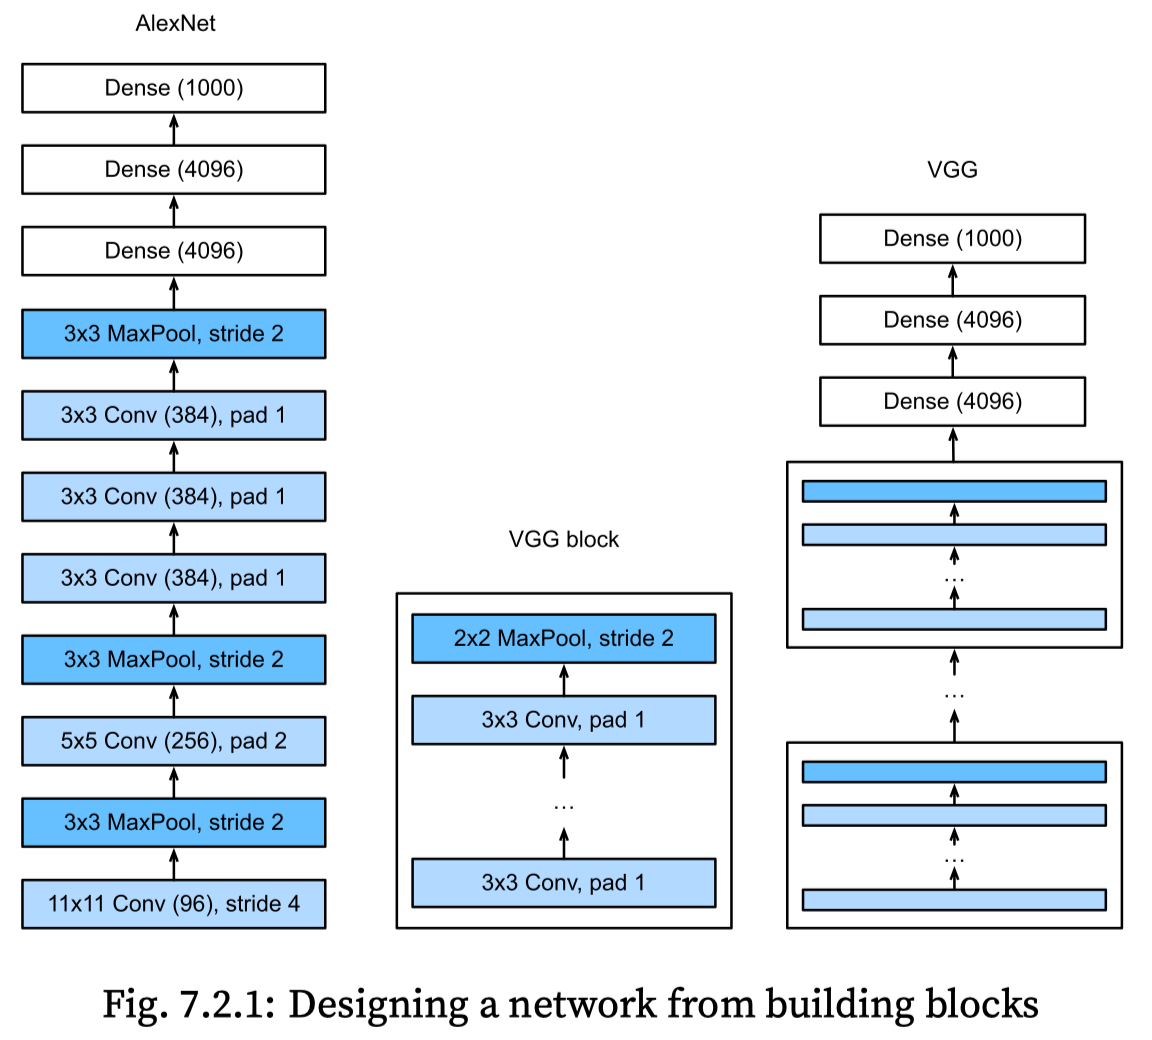 AlexNet
Dense (1000)
Dense (4096)
Dense (4096)
3x3 MaxPool, stride 2
3x3 Conv (384), pad 1
3x3 Conv (384), pad 1
3x3 Conv (384), pad 1
3x3 MaxPool, stride 2
5x5 Conv (256), pad 2
3x3 MaxPool, stride 2
11x11 Conv (96), stride 4
VGG block
2x2 MaxPool, stride 2
3x3 Conv, pad 1
...
3x3 Conv, pad 1
VGG
Dense (1000)
Dense (4096)
Dense (4096)
...
...
...
Fig. 7.2.1: Designing a network from building blocks